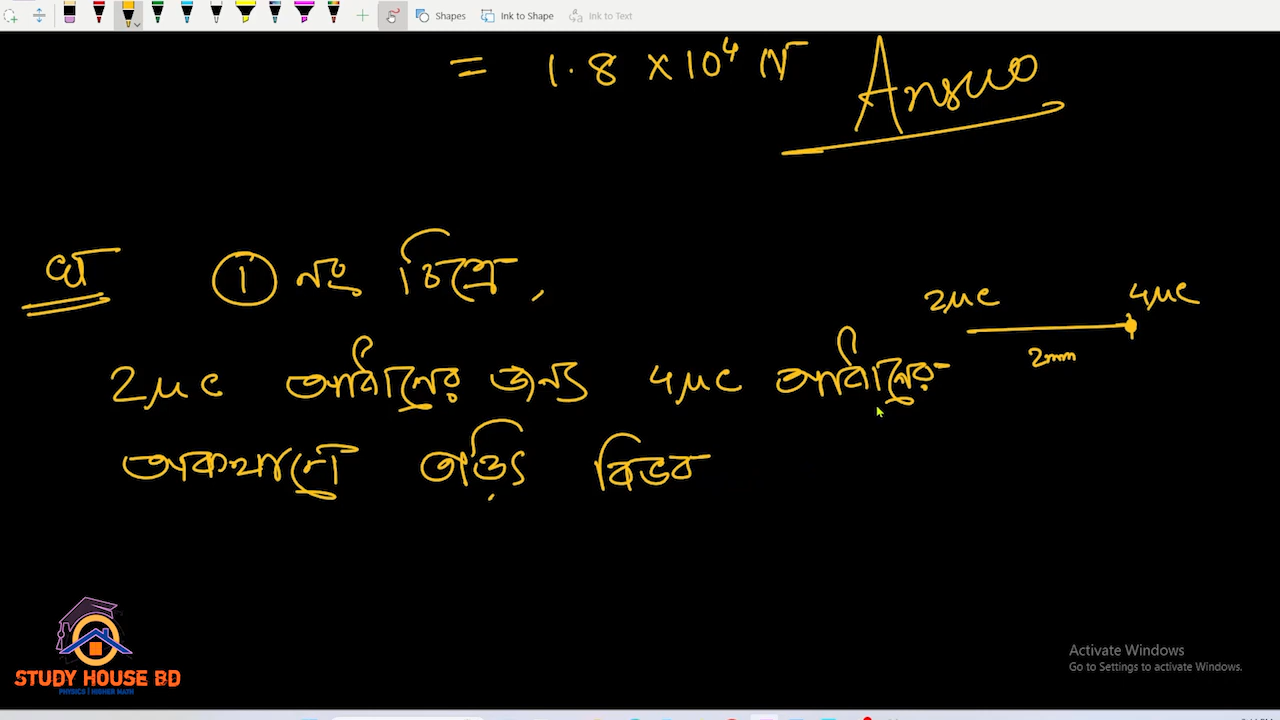 Shapes Ink to Shape Ink to Text
= 1.8 × 10⁴ N
ঘ ① নং চিত্রে,
2μC 4μC
2mm
2μC আধানের জন্য 4μC আধানের
অবস্থানে তড়িৎ বিভব
STUDY HOUSE BD
PHYSICS | HIGHER MATH
Activate Windows
Go to Settings to activate Windows.